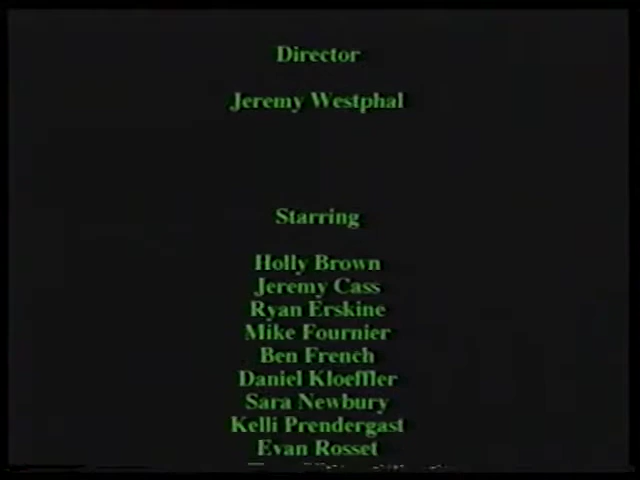 Director
Jeremy Westphal
Starring
Holly Brown
Jeremy Cass
Ryan Erskine
Mike Fournier
Ben French
Daniel Kloeffler
Sara Newbury
Kelli Prendergast
Evan Rosset